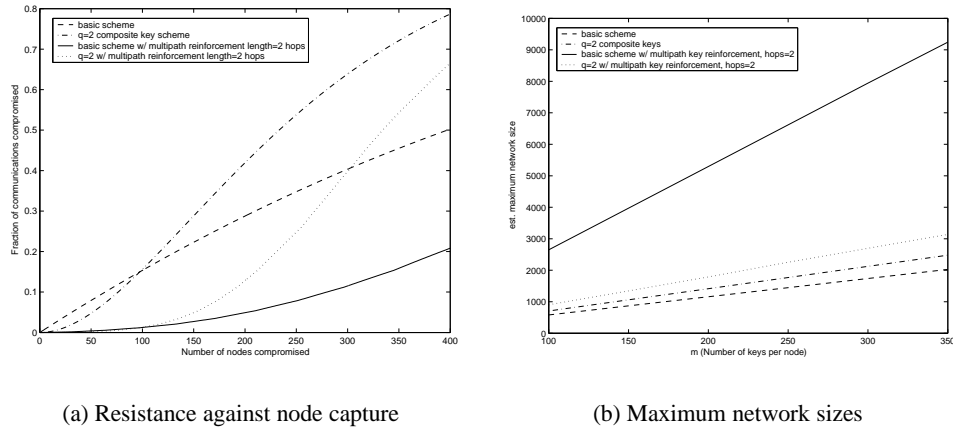 basic scheme
q=2 composite key scheme
basic scheme w/ multipath reinforcement length=2 hops
q=2 w/ multipath reinforcement length=2 hops
Fraction of communications compromised
0.8
0.7
0.6
0.5
0.4
0.3
0.2
0.1
0
0 50 100 150 200 250 300 350 400
Number of nodes compromised
(a) Resistance against node capture
basic scheme
q=2 composite keys
basic scheme w/ multipath key reinforcement, hops=2
q=2 w/ multipath key reinforcement, hops=2
est. maximum network size
10000
9000
8000
7000
6000
5000
4000
3000
2000
1000
0
100 150 200 250 300 350
m (Number of keys per node)
(b) Maximum network sizes